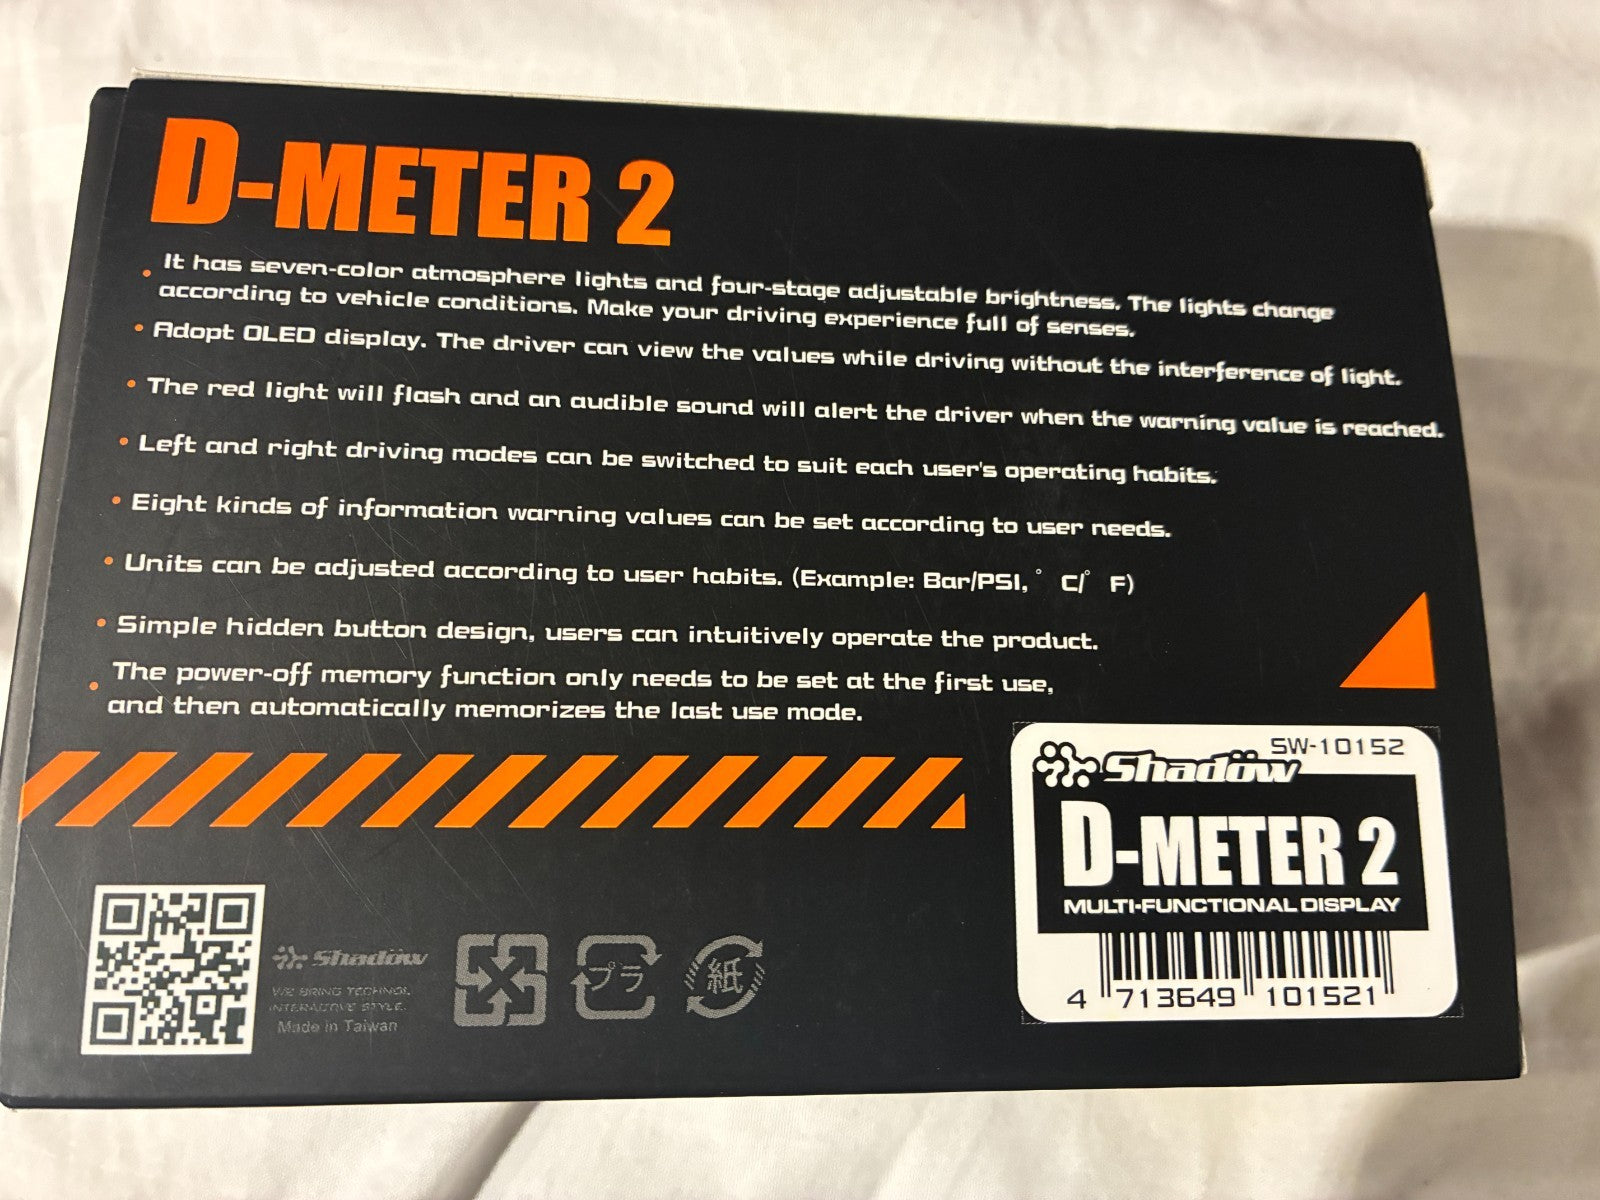 D-METER 2
• It has seven-color atmosphere lights and four-stage adjustable brightness. The lights change
according to vehicle conditions. Make your driving experience full of senses.
• Adopt OLED display. The driver can view the values while driving without the interference of light.
• The red light will flash and an audible sound will alert the driver when the warning value is reached.
• Left and right driving modes can be switched to suit each user's operating habits.
• Eight kinds of information warning values can be set according to user needs.
• Units can be adjusted according to user habits. (Example: Bar/PSI, ° C/° F)
• Simple hidden button design, users can intuitively operate the product.
• The power-off memory function only needs to be set at the first use,
and then automatically memorizes the last use mode.
SW-10152
Shadöw
D-METER 2
MULTI-FUNCTIONAL DISPLAY
4 713649 101521
Shadöw
WE BRING TECHNOL
INTERACTIVE STYLE.
Made in Taiwan
プラ
紙